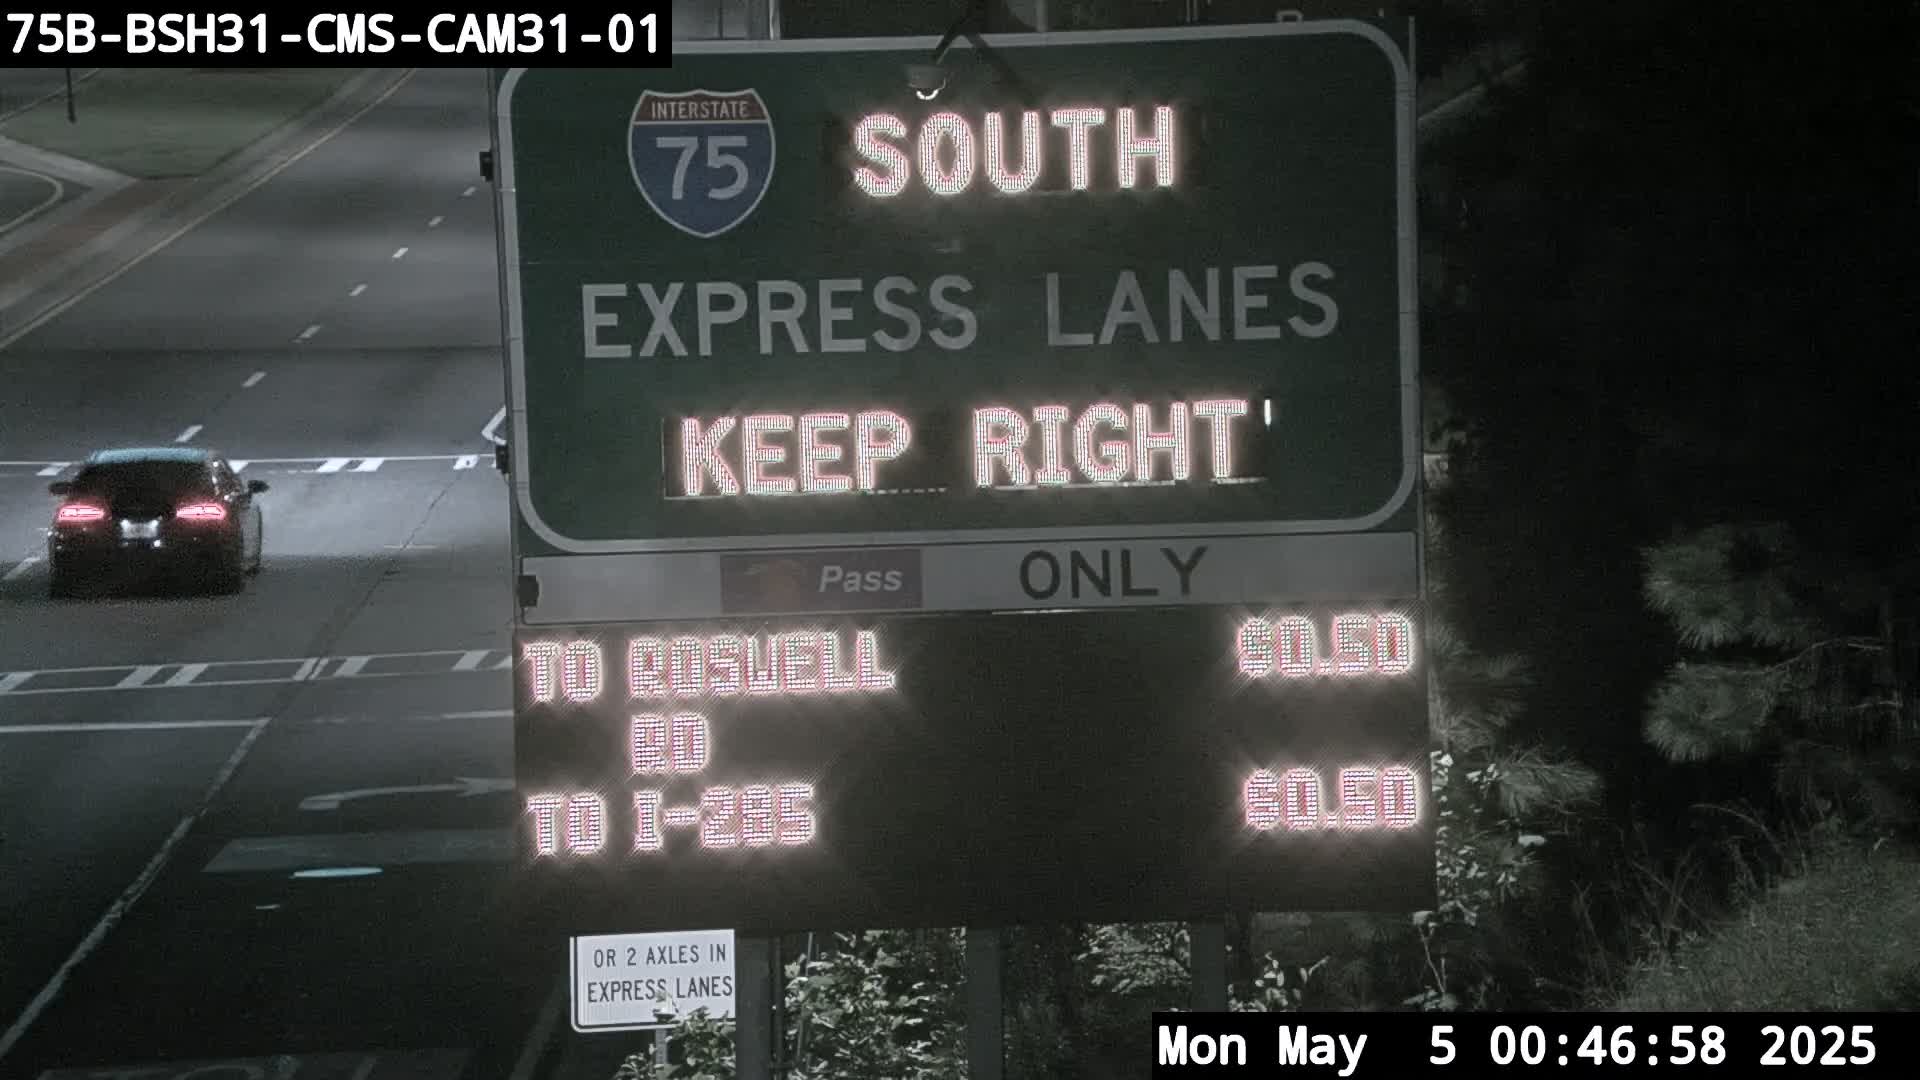 75B-BSH31-CMS-CAM31-01
INTERSTATE
75
SOUTH
EXPRESS LANES
KEEP RIGHT
Pass ONLY
TO ROSWELL $0.50
RD
TO I-285 $0.50
OR 2 AXLES IN
EXPRESS LANES
Mon May 5 00:46:58 2025